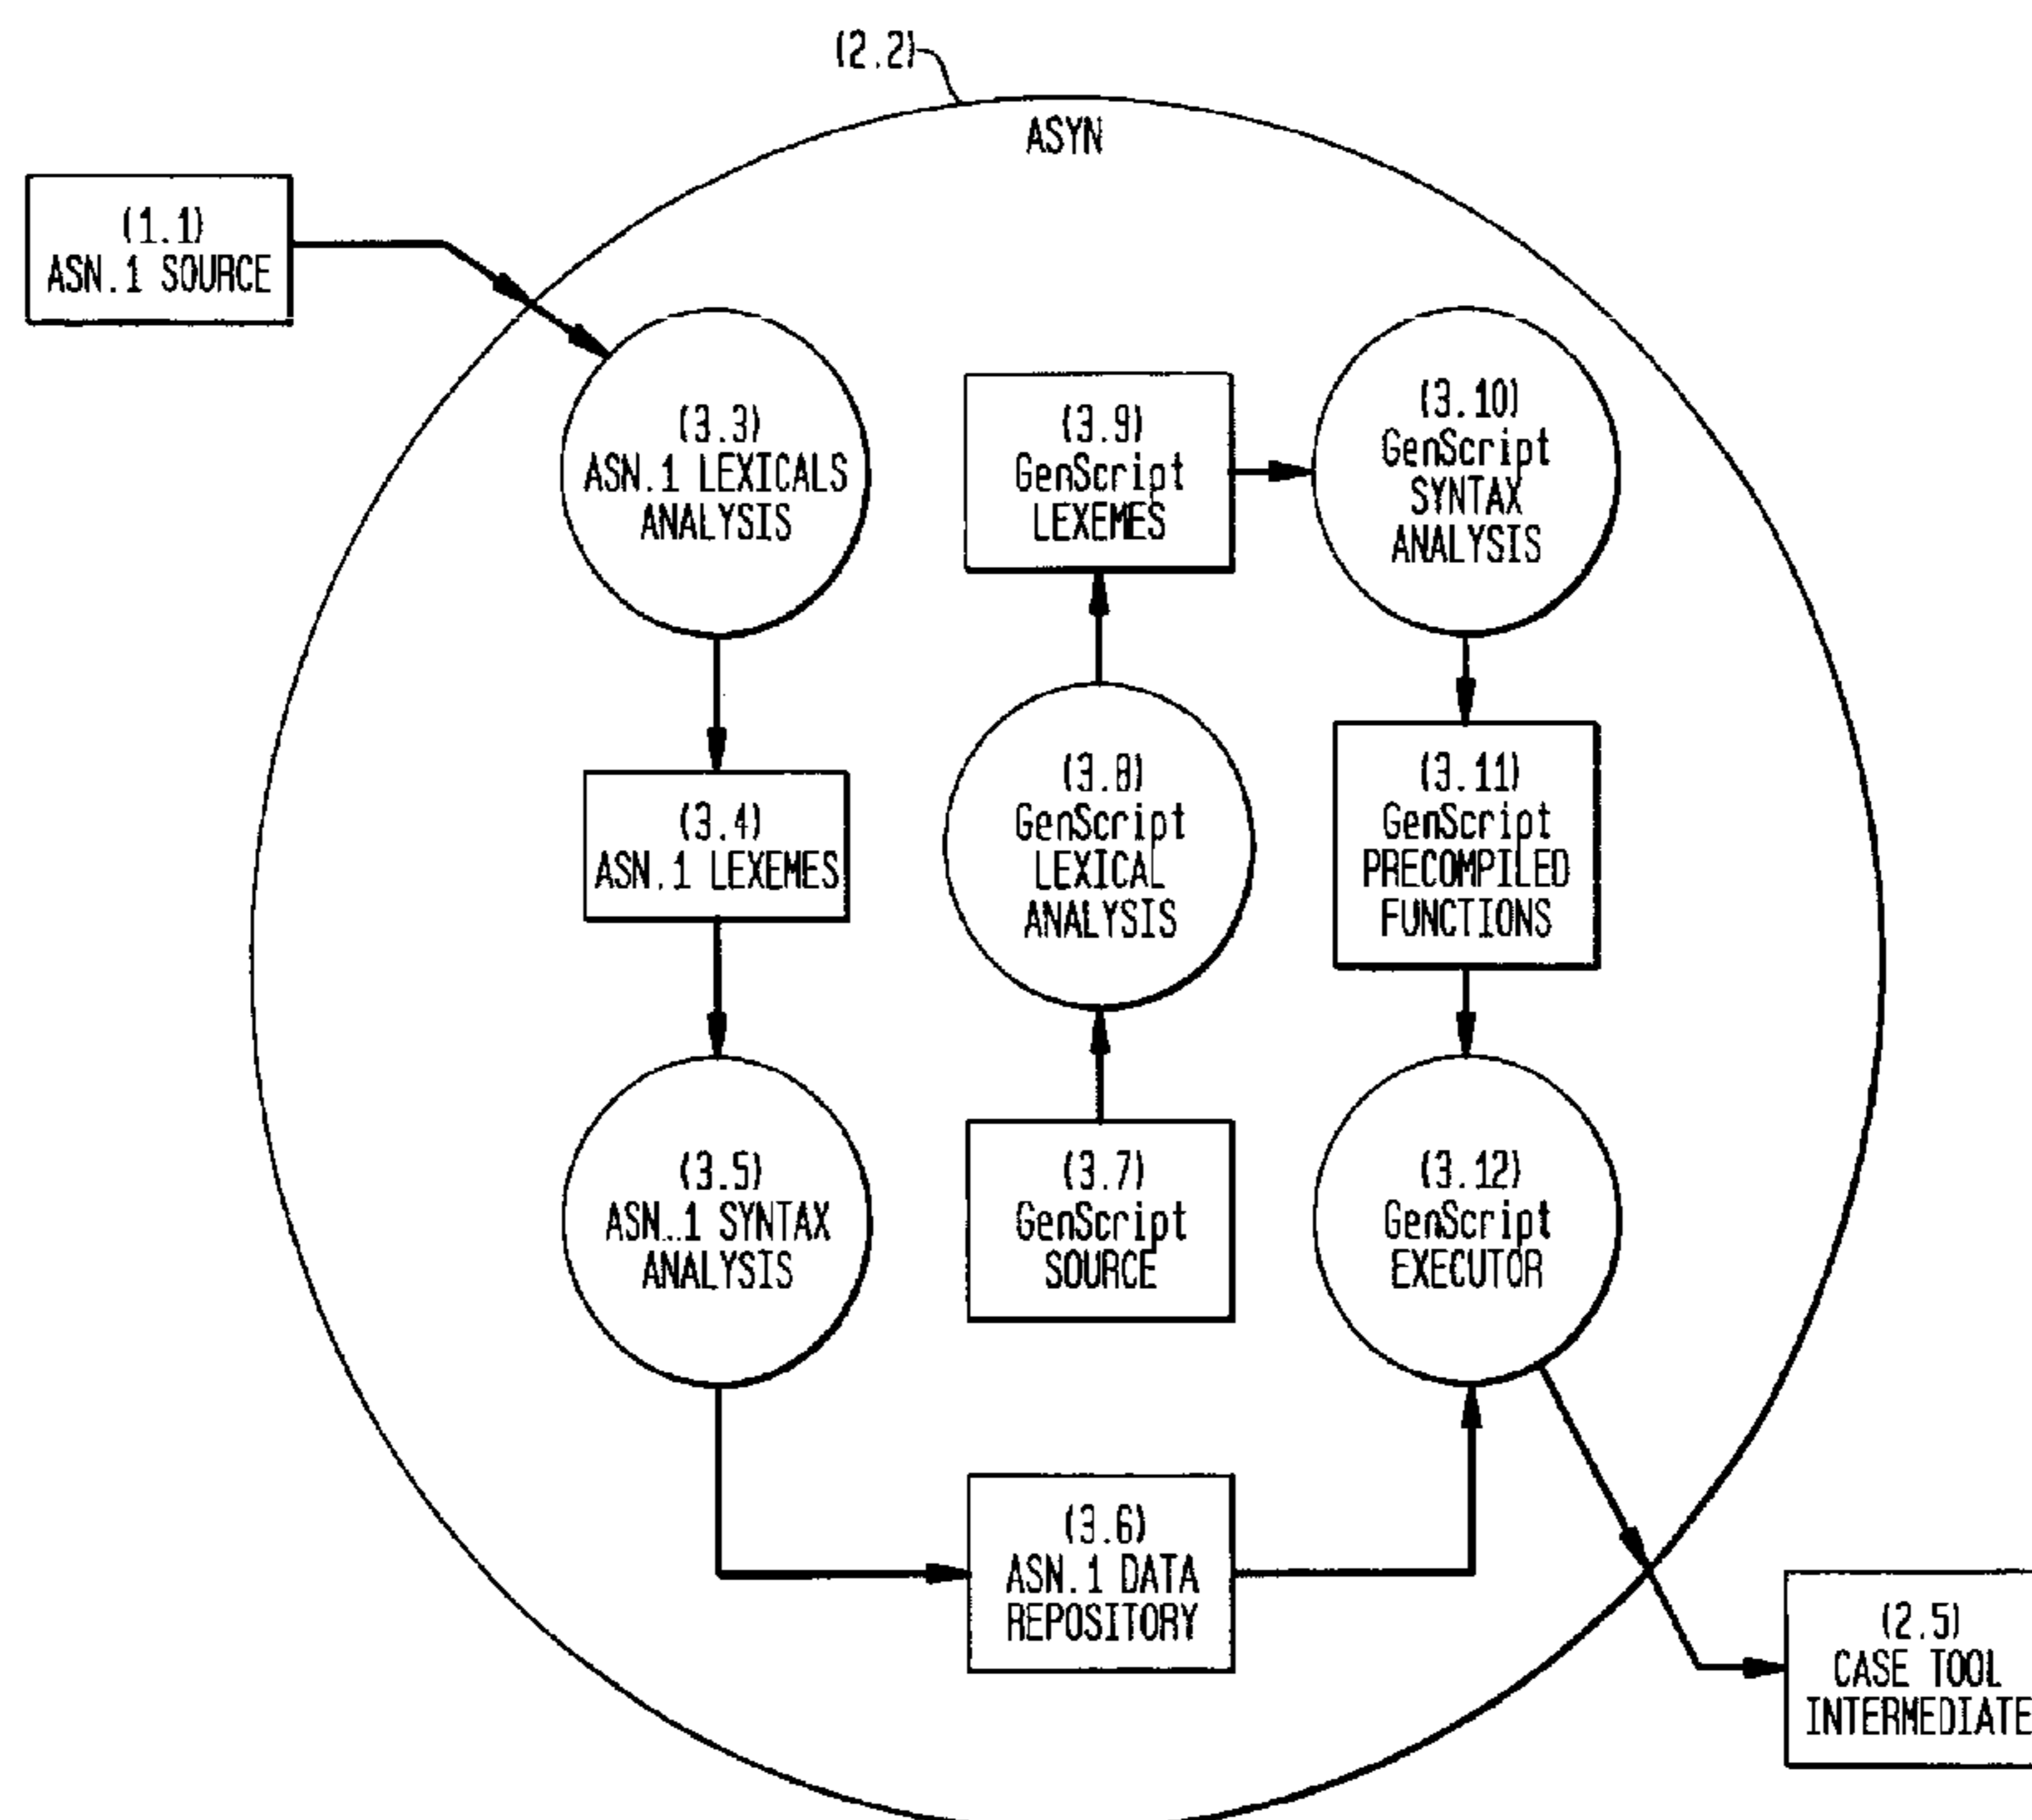 (2.2)
ASYN
(1.1)
ASN.1 SOURCE
(3.3)
ASN.1 LEXICALS
ANALYSIS
(3.4)
ASN.1 LEXEMES
(3.5)
ASN..1 SYNTAX
ANALYSIS
(3.9)
GenScript
LEXEMES
(3.8)
GenScript
LEXICAL
ANALYSIS
(3.7)
GenScript
SOURCE
(3.6)
ASN.1 DATA
REPOSITORY
(3.10)
GenScript
SYNTAX
ANALYSIS
(3.11)
GenScript
PRECOMPILED
FUNCTIONS
(3.12)
GenScript
EXECUTOR
(2.5)
CASE TOOL
INTERMEDIATE